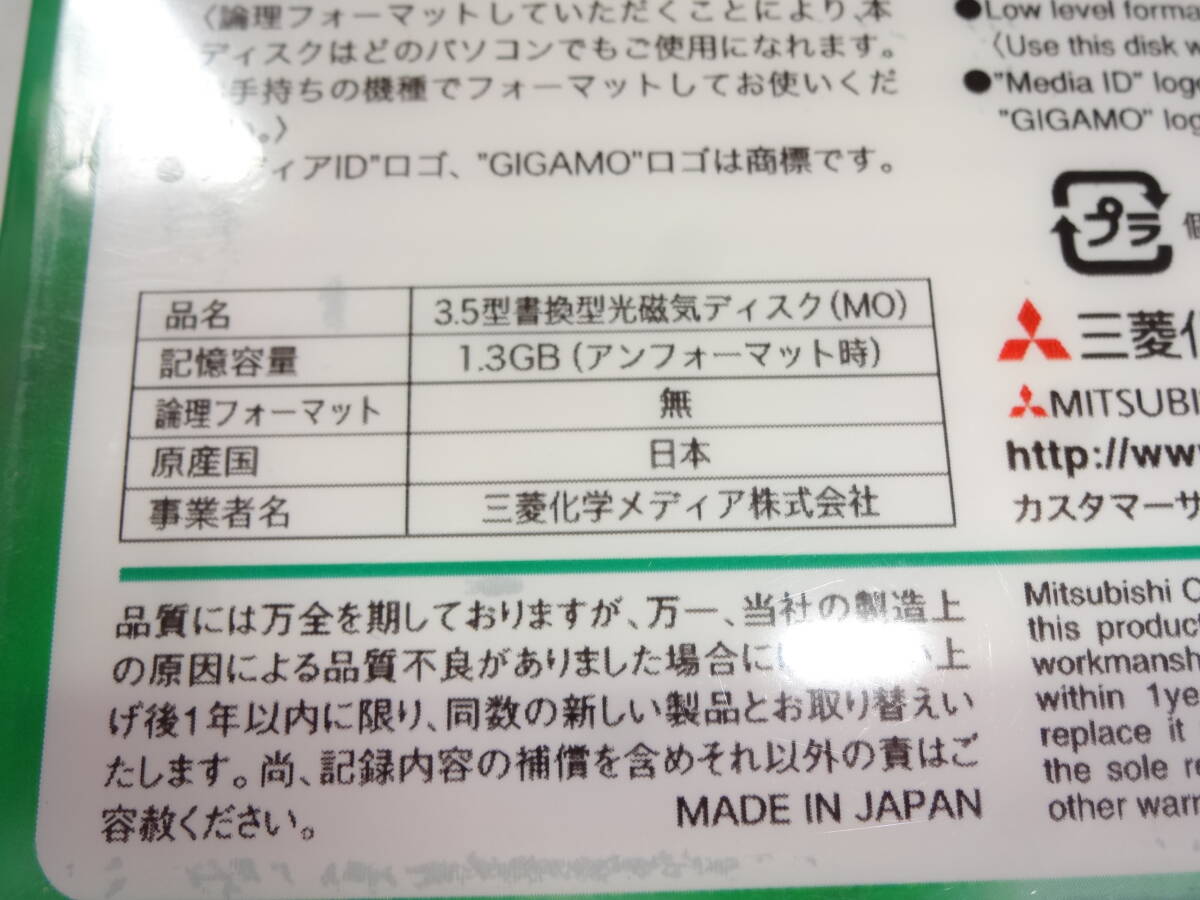 〈論理フォーマットしていただくことにより、本
ディスクはどのパソコンでもご使用になれます。
手持ちの機種でフォーマットしてお使いくだ
。〉
ィアID"ロゴ、"GIGAMO"ロゴは商標です。
●Low level forma
〈Use this disk w
●"Media ID" logo
"GIGAMO" log
プラ
品名 3.5型書換型光磁気ディスク(MO)
記憶容量 1.3GB(アンフォーマット時)
論理フォーマット 無
原産国 日本
事業者名 三菱化学メディア株式会社
三菱化
MITSUBI
http://www
カスタマーサ
品質には万全を期しておりますが、万一、当社の製造上
の原因による品質不良がありました場合に 上
げ後1年以内に限り、同数の新しい製品とお取り替えい
たします。尚、記録内容の補償を含めそれ以外の責はご
容赦ください。
MADE IN JAPAN
Mitsubishi C
this product
workmansh
within 1ye
replace it
the sole re
other warr